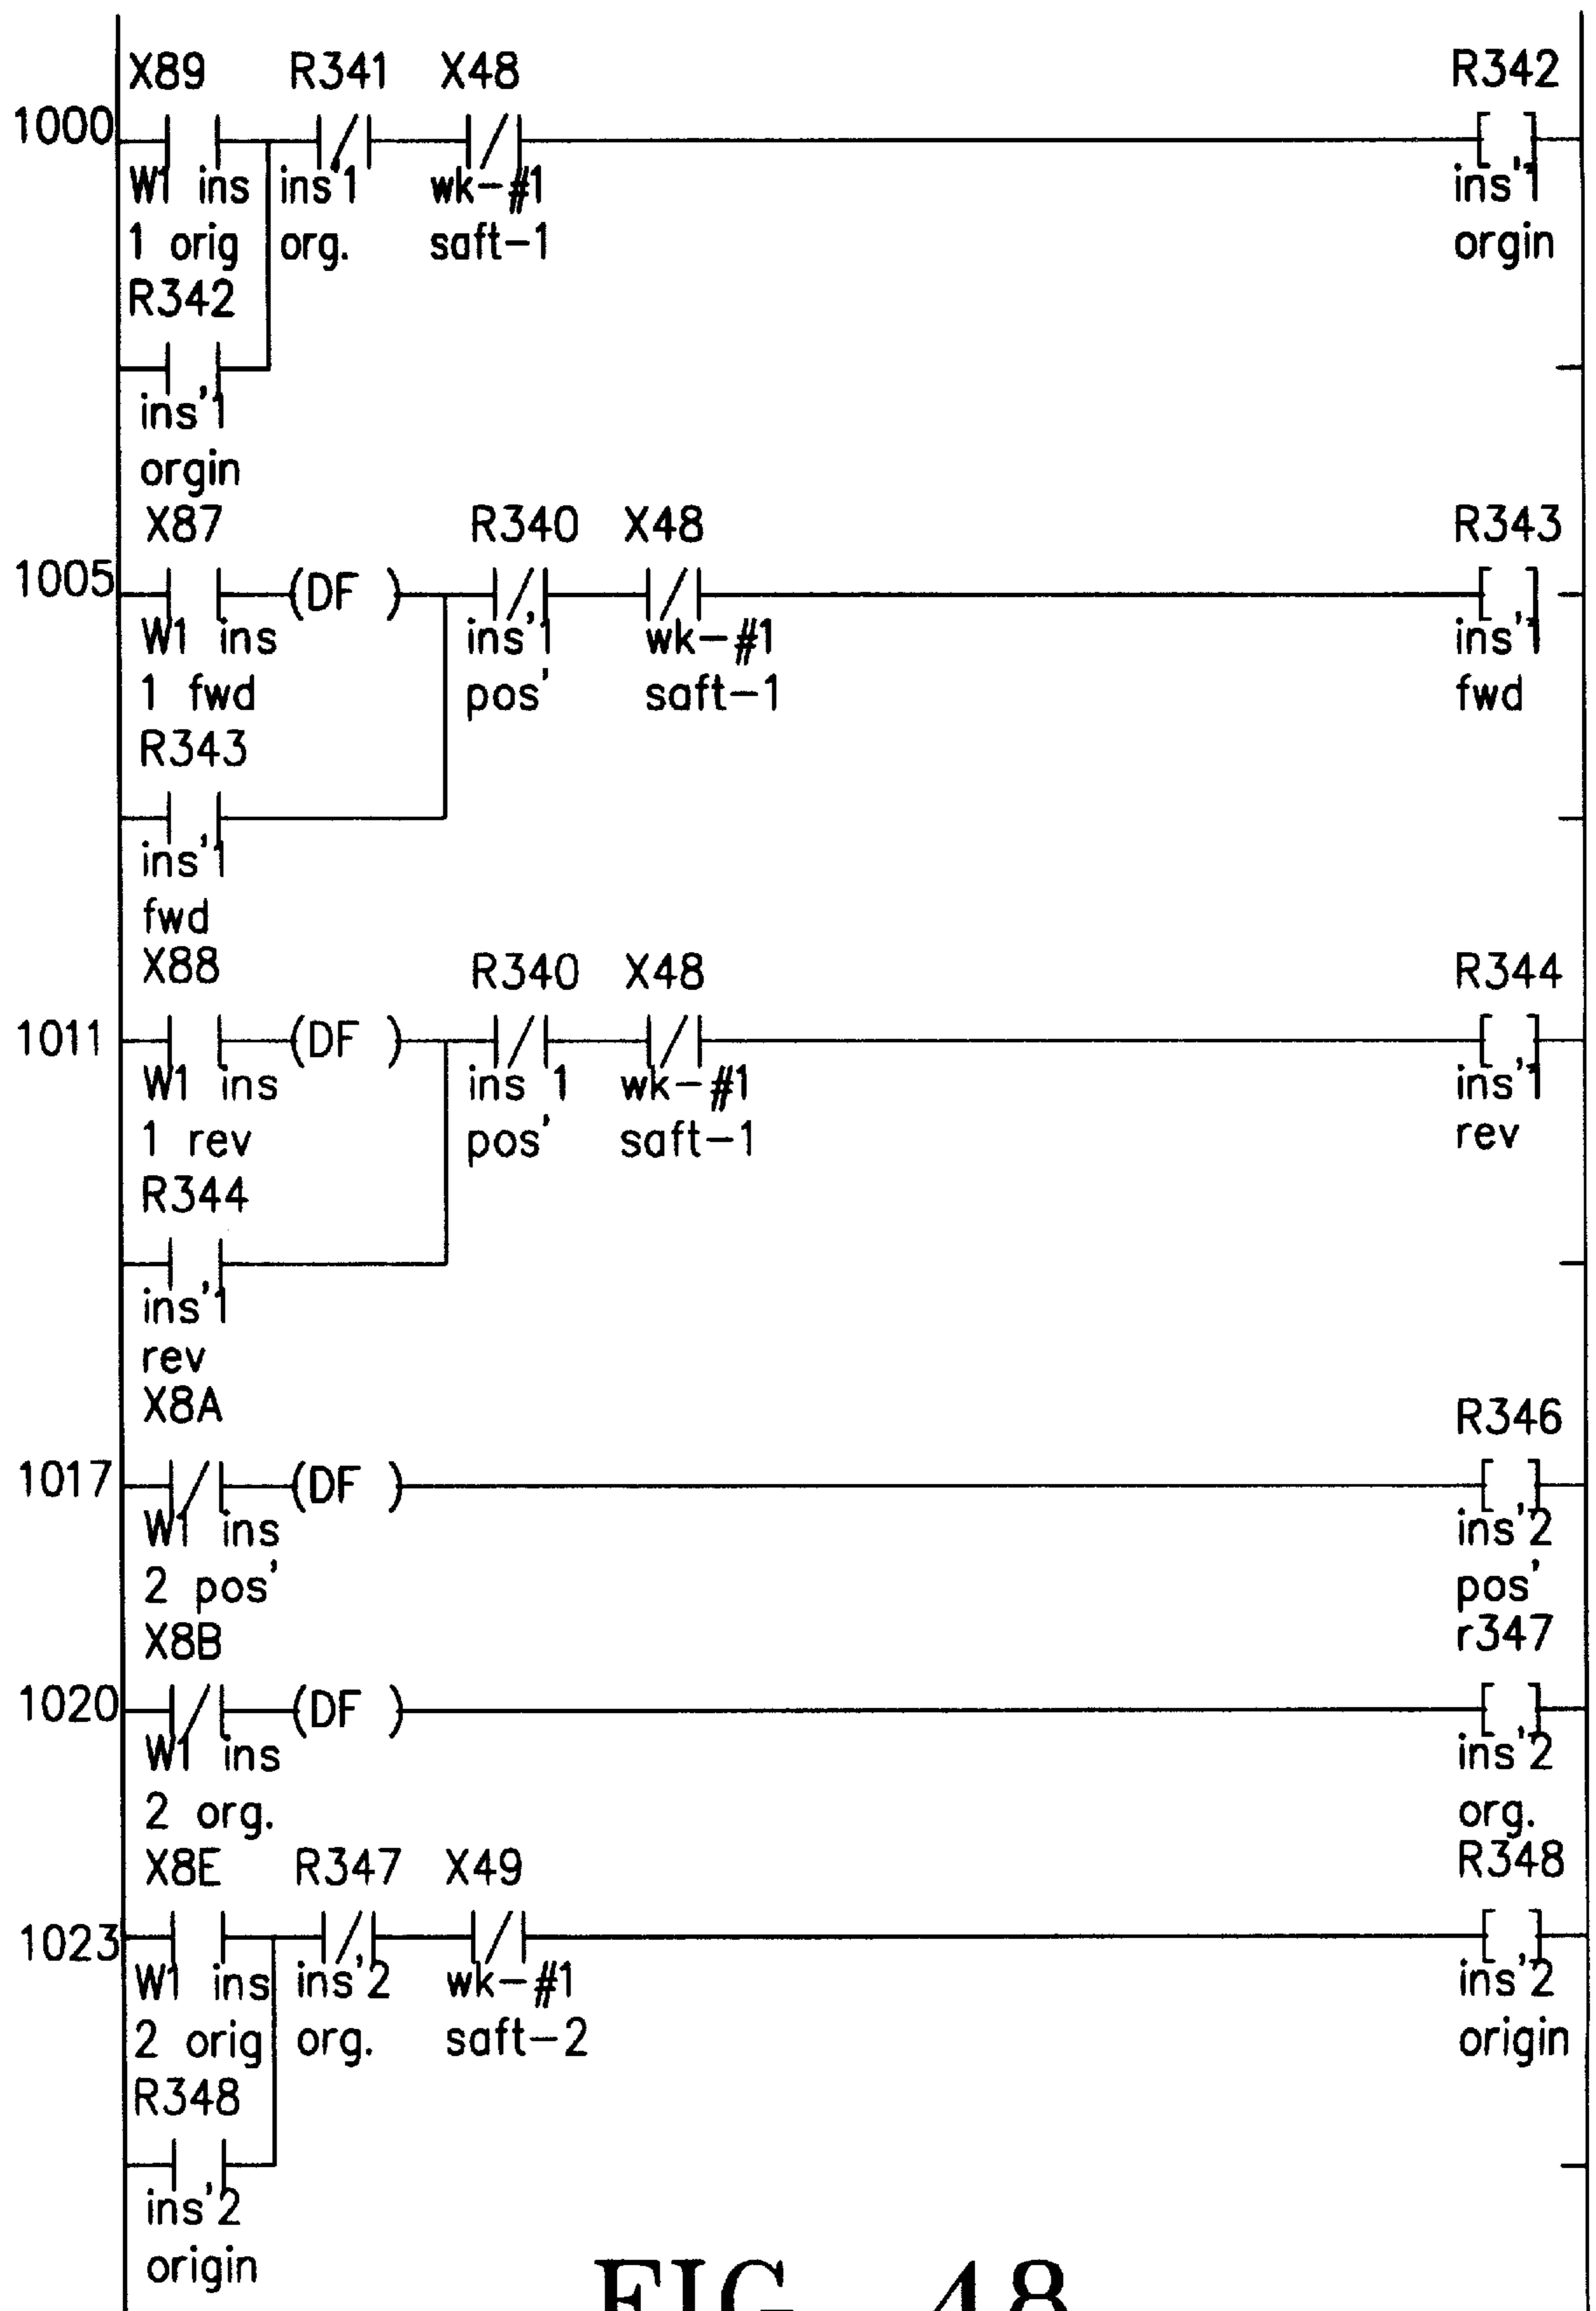 X89 R341 X48 R342
1000
W1 ins ins'1 wk-#1 ins'1
1 orig org. saft-1 orgin
R342
ins'1
orgin
X87 R340 X48 R343
1005 (DF )
W1 ins ins'1 wk-#1 ins'1
1 fwd pos' saft-1 fwd
R343
ins'1
fwd
X88 R340 X48 R344
1011 (DF )
W1 ins ins 1 wk-#1 ins'1
1 rev pos' saft-1 rev
R344
ins'1
rev
X8A R346
1017 (DF )
W1 ins ins'2
2 pos' pos'
X8B r347
1020 (DF )
W1 ins ins'2
2 org. org.
X8E R347 X49 R348
1023
W1 ins ins'2 wk-#1 ins'2
2 orig org. saft-2 origin
R348
ins'2
origin
FIG. 48